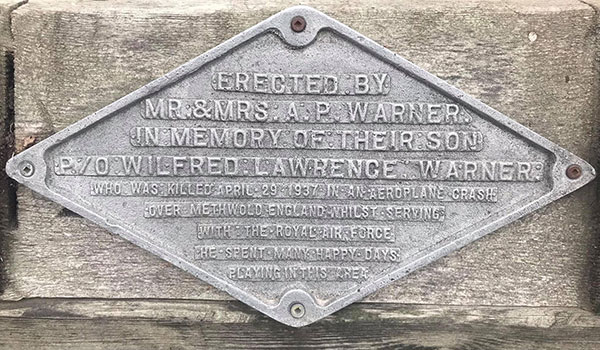 ERECTED BY
MR. & MRS. A. P. WARNER.
IN MEMORY OF THEIR SON
P/O WILFRED LAWRENCE WARNER.
WHO WAS KILLED APRIL 29 1937 IN AN AEROPLANE CRASH
OVER METHWOLD ENGLAND WHILST SERVING
WITH THE ROYAL AIR FORCE
HE SPENT MANY HAPPY DAYS
PLAYING IN THIS AREA